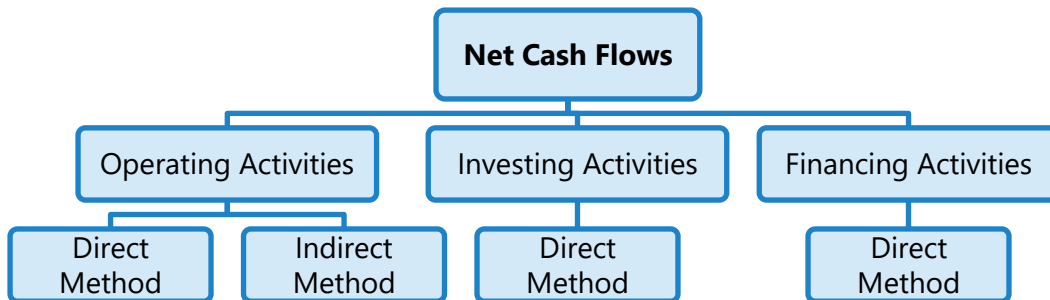 Net Cash Flows
Operating Activities
Investing Activities
Financing Activities
Direct
Method
Indirect
Method
Direct
Method
Direct
Method